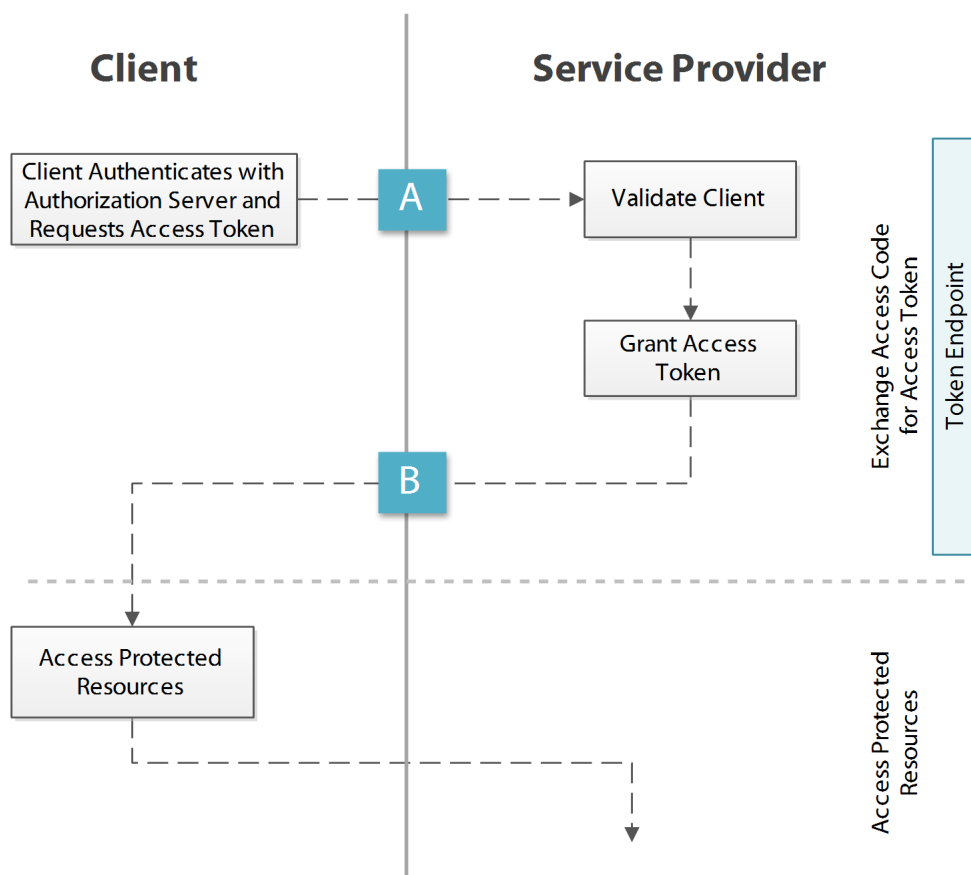 Client
Service Provider
Client Authenticates with
Authorization Server and
Requests Access Token
A
Validate Client
Grant Access
Token
B
Exchange Access Code
for Access Token
Token Endpoint
Access Protected
Resources
Access Protected
Resources